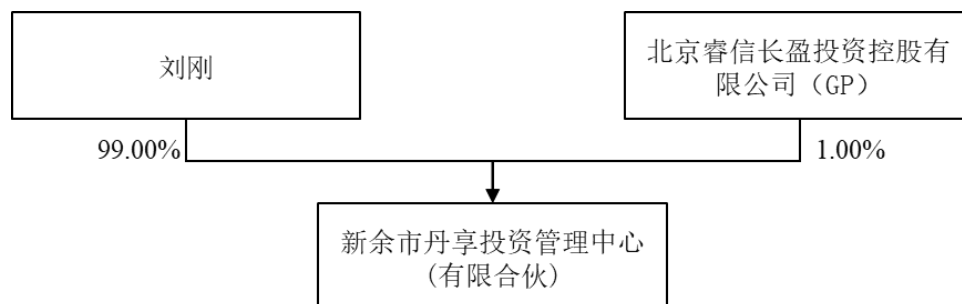 刘刚
北京睿信长盈投资控股有
限公司（GP）
99.00%
1.00%
新余市丹享投资管理中心
(有限合伙)